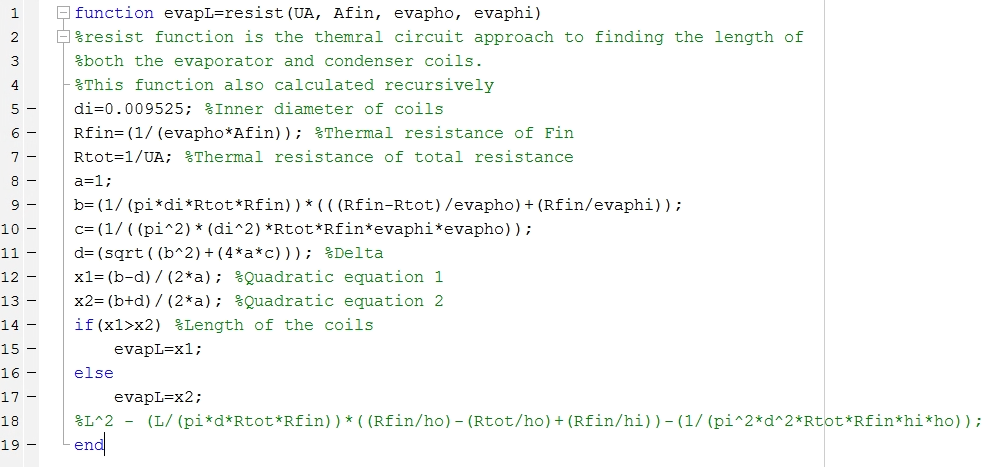 1 function evapL=resist(UA, Afin, evapho, evaphi)
2 %resist function is the themral circuit approach to finding the length of
3 %both the evaporator and condenser coils.
4 %This function also calculated recursively
5 – di=0.009525; %Inner diameter of coils
6 – Rfin=(1/(evapho*Afin)); %Thermal resistance of Fin
7 – Rtot=1/UA; %Thermal resistance of total resistance
8 – a=1;
9 – b=(1/(pi*di*Rtot*Rfin))*(((Rfin-Rtot)/evapho)+(Rfin/evaphi));
10 – c=(1/((pi^2)*(di^2)*Rtot*Rfin*evaphi*evapho));
11 – d=(sqrt((b^2)+(4*a*c))); %Delta
12 – x1=(b-d)/(2*a); %Quadratic equation 1
13 – x2=(b+d)/(2*a); %Quadratic equation 2
14 – if(x1>x2) %Length of the coils
15 – evapL=x1;
16 – else
17 – evapL=x2;
18 %L^2 - (L/(pi*d*Rtot*Rfin))*((Rfin/ho)-(Rtot/ho)+(Rfin/hi))-(1/(pi^2*d^2*Rtot*Rfin*hi*ho));
19 – end